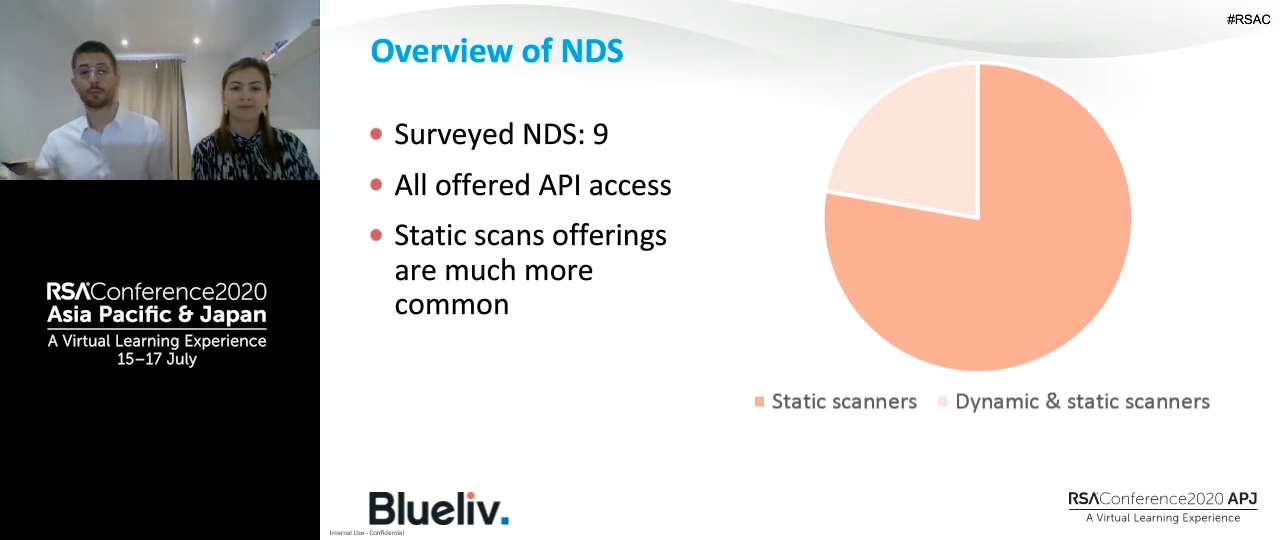 #RSAC
Overview of NDS
Surveyed NDS: 9
All offered API access
Static scans offerings
are much more
common
Static scanners
Dynamic & static scanners
RSAConference2020
Asia Pacific & Japan
A Virtual Learning Experience
15–17 July
Blueliv.
Internal Use - Confidential
RSAConference2020 APJ
A Virtual Learning Experience